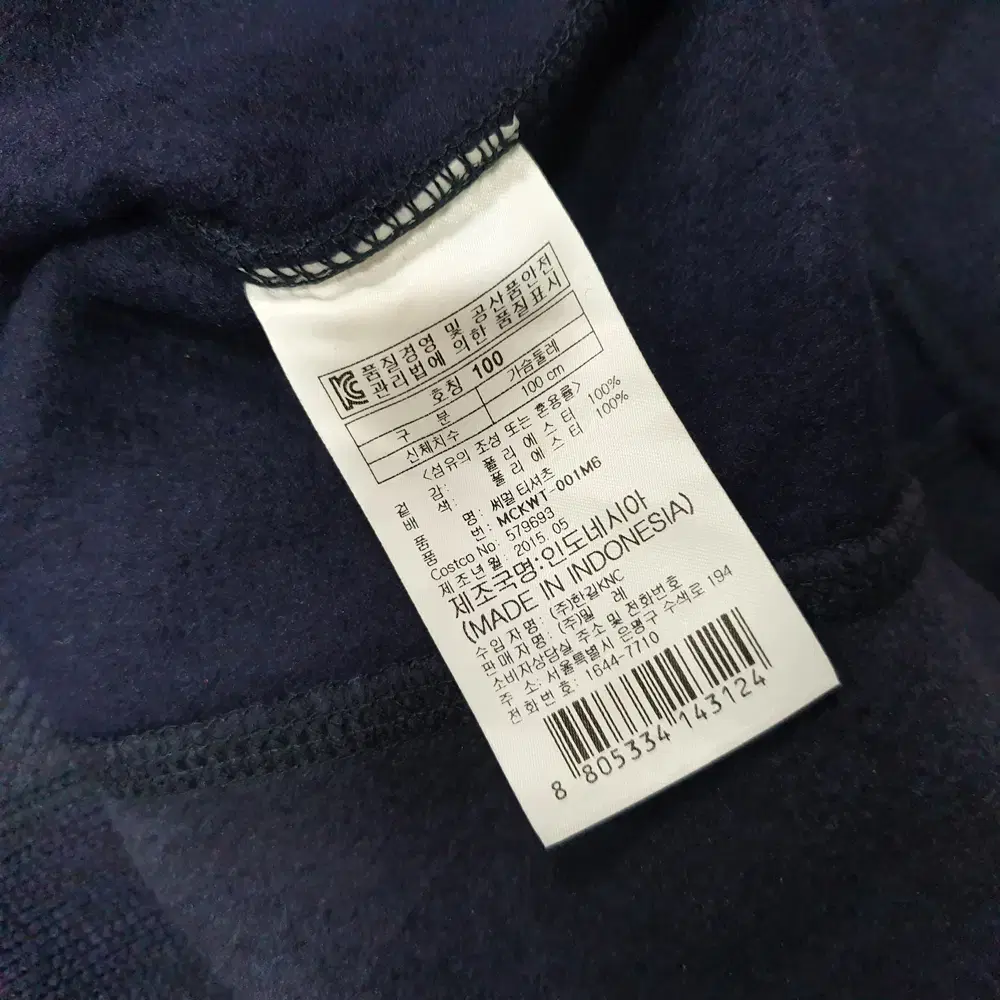 품질경영 및 공산품안전
관리법에 의한 품질표시
호칭 100
구 분 가슴둘레
신체치수 100 cm
<섬유의 조성 또는 혼용률>
겉 감: 폴 리 에 스 터 100%
배 색: 폴 리 에 스 터 100%
품 명: 써멀 티셔츠
품 번: MCKWT-001M6
Costco No: 579693
제 조 년 월 2015. 05
제조국명:인도네시아
(MADE IN INDONESIA)
수 입 자 명 : (주)한길KNC
판 매 자 명 : (주)밀 레
소비자상담실 주소 및 전화번호
주 소: 서울특별시 은평구 수색로 194
전 화 번 호: 1644-7710
8 805334 143124